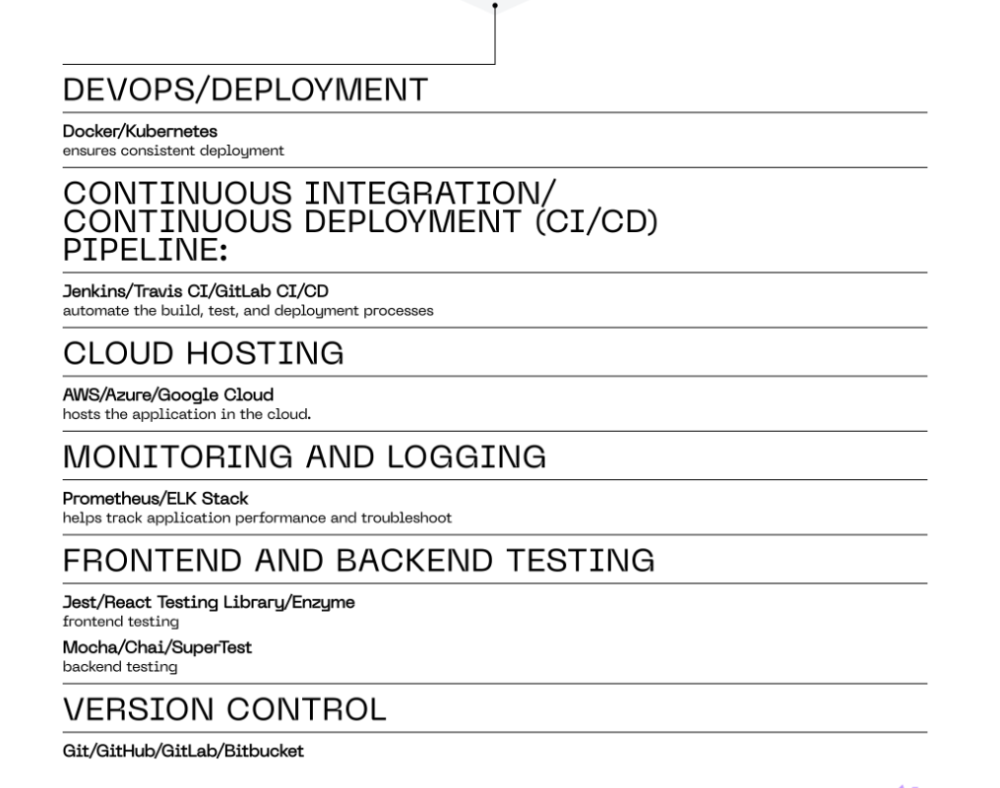 DEVOPS/DEPLOYMENT
Docker/Kubernetes
ensures consistent deployment
CONTINUOUS INTEGRATION/
CONTINUOUS DEPLOYMENT (CI/CD)
PIPELINE:
Jenkins/Travis CI/GitLab CI/CD
automate the build, test, and deployment processes
CLOUD HOSTING
AWS/Azure/Google Cloud
hosts the application in the cloud.
MONITORING AND LOGGING
Prometheus/ELK Stack
helps track application performance and troubleshoot
FRONTEND AND BACKEND TESTING
Jest/React Testing Library/Enzyme
frontend testing
Mocha/Chai/SuperTest
backend testing
VERSION CONTROL
Git/GitHub/GitLab/Bitbucket